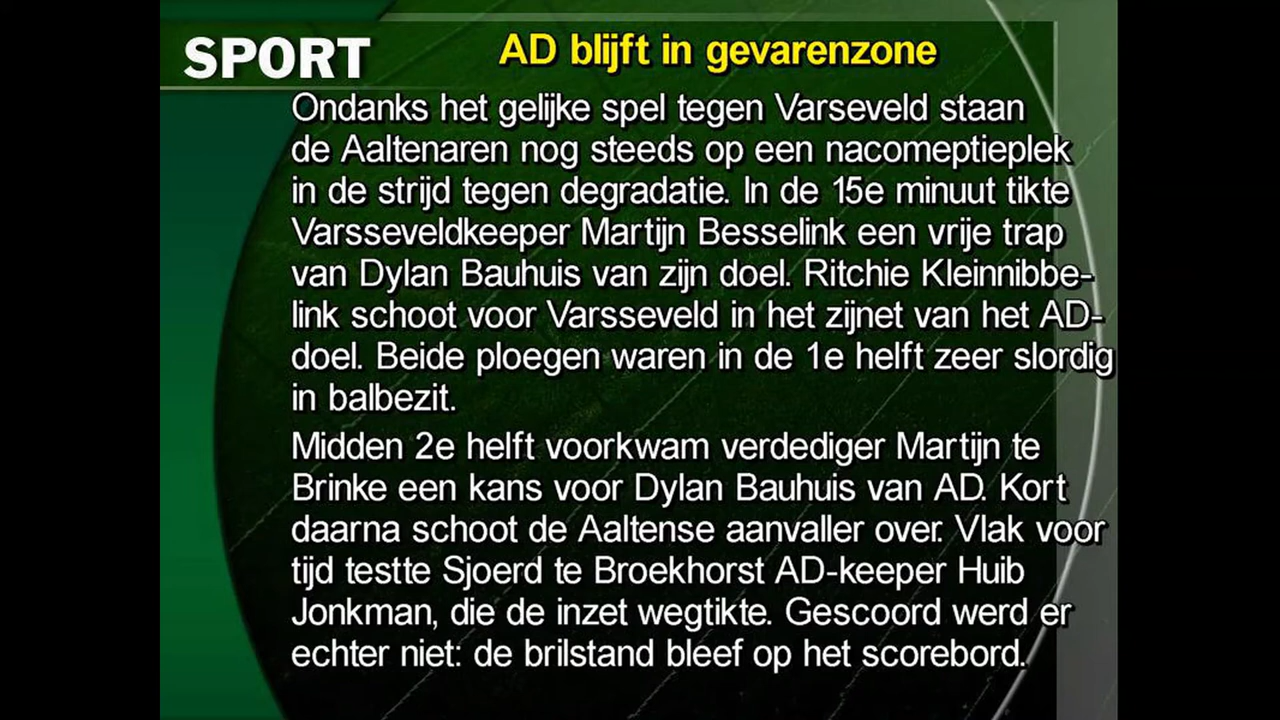 SPORT
AD blijft in gevarenzone
Ondanks het gelijke spel tegen Varseveld staan
de Aaltenaren nog steeds op een nacomeptieplek
in de strijd tegen degradatie. In de 15e minuut tikte
Varsseveldkeeper Martijn Besselink een vrije trap
van Dylan Bauhuis van zijn doel. Ritchie Kleinnibbe-
link schoot voor Varsseveld in het zijnet van het AD-
doel. Beide ploegen waren in de 1e helft zeer slordig
in balbezit.
Midden 2e helft voorkwam verdediger Martijn te
Brinke een kans voor Dylan Bauhuis van AD. Kort
daarna schoot de Aaltense aanvaller over. Vlak voor
tijd testte Sjoerd te Broekhorst AD-keeper Huib
Jonkman, die de inzet wegtikte. Gescoord werd er
echter niet: de brilstand bleef op het scorebord.